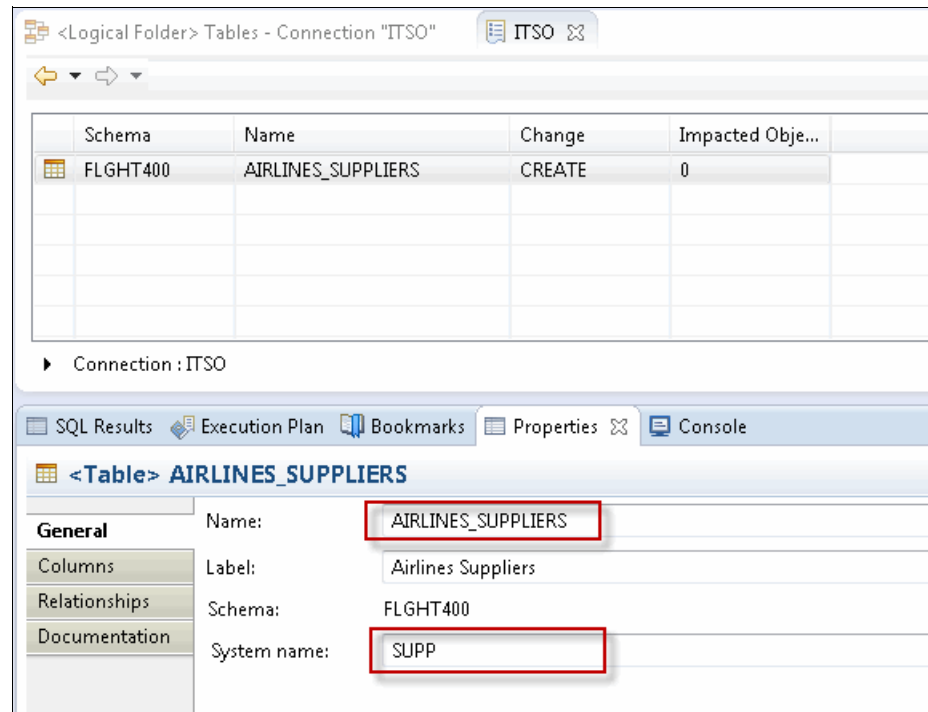 <Logical Folder> Tables - Connection "ITSO" ITSO
Schema Name Change Impacted Obje...
FLGHT400 AIRLINES_SUPPLIERS CREATE 0
Connection : ITSO
SQL Results Execution Plan Bookmarks Properties Console
<Table> AIRLINES_SUPPLIERS
General
Columns
Relationships
Documentation
Name: AIRLINES_SUPPLIERS
Label: Airlines Suppliers
Schema: FLGHT400
System name: SUPP